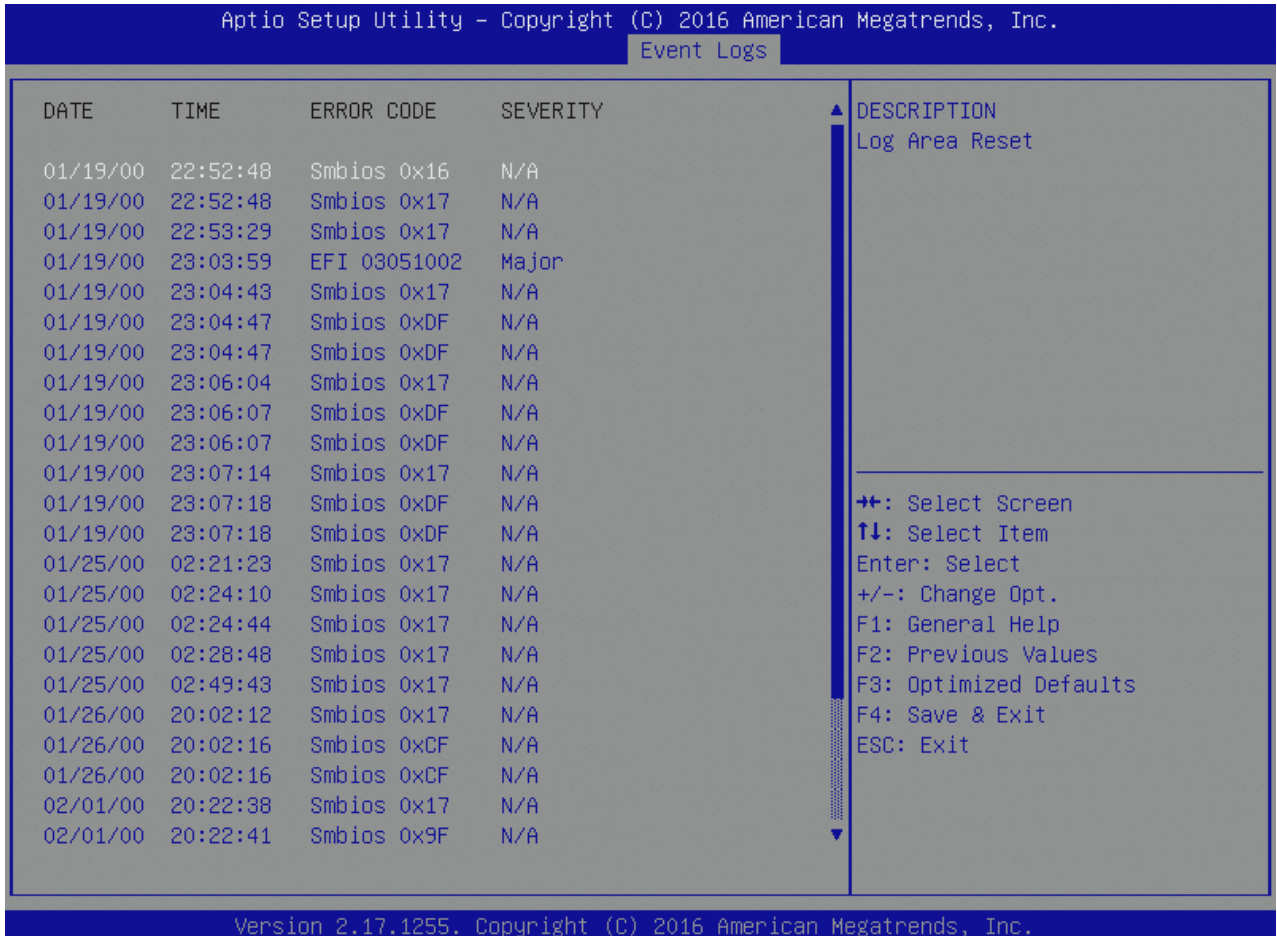 Aptio Setup Utility – Copyright (C) 2016 American Megatrends, Inc.
Event Logs
DATE TIME ERROR CODE SEVERITY
01/19/00 22:52:48 Smbios 0x16 N/A
01/19/00 22:52:48 Smbios 0x17 N/A
01/19/00 22:53:29 Smbios 0x17 N/A
01/19/00 23:03:59 EFI 03051002 Major
01/19/00 23:04:43 Smbios 0x17 N/A
01/19/00 23:04:47 Smbios 0xDF N/A
01/19/00 23:04:47 Smbios 0xDF N/A
01/19/00 23:06:04 Smbios 0x17 N/A
01/19/00 23:06:07 Smbios 0xDF N/A
01/19/00 23:06:07 Smbios 0xDF N/A
01/19/00 23:07:14 Smbios 0x17 N/A
01/19/00 23:07:18 Smbios 0xDF N/A
01/19/00 23:07:18 Smbios 0xDF N/A
01/25/00 02:21:23 Smbios 0x17 N/A
01/25/00 02:24:10 Smbios 0x17 N/A
01/25/00 02:24:44 Smbios 0x17 N/A
01/25/00 02:28:48 Smbios 0x17 N/A
01/25/00 02:49:43 Smbios 0x17 N/A
01/26/00 20:02:12 Smbios 0x17 N/A
01/26/00 20:02:16 Smbios 0xCF N/A
01/26/00 20:02:16 Smbios 0xCF N/A
02/01/00 20:22:38 Smbios 0x17 N/A
02/01/00 20:22:41 Smbios 0x9F N/A
DESCRIPTION
Log Area Reset
→←: Select Screen
↑↓: Select Item
Enter: Select
+/-: Change Opt.
F1: General Help
F2: Previous Values
F3: Optimized Defaults
F4: Save & Exit
ESC: Exit
Version 2.17.1255. Copyright (C) 2016 American Megatrends, Inc.